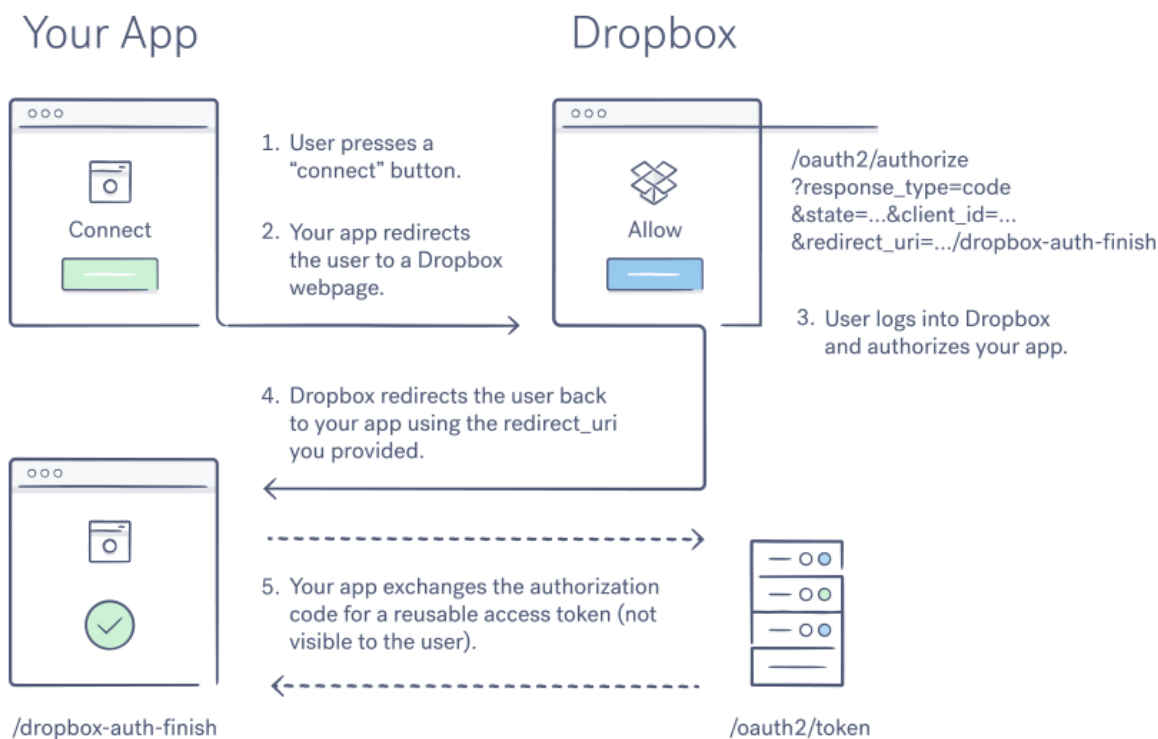 Your App
Dropbox
1. User presses a
“connect” button.
2. Your app redirects
the user to a Dropbox
webpage.
Connect
Allow
/oauth2/authorize
?response_type=code
&state=...&client_id=...
&redirect_uri=.../dropbox-auth-finish
3. User logs into Dropbox
and authorizes your app.
4. Dropbox redirects the user back
to your app using the redirect_uri
you provided.
5. Your app exchanges the authorization
code for a reusable access token (not
visible to the user).
/dropbox-auth-finish
/oauth2/token